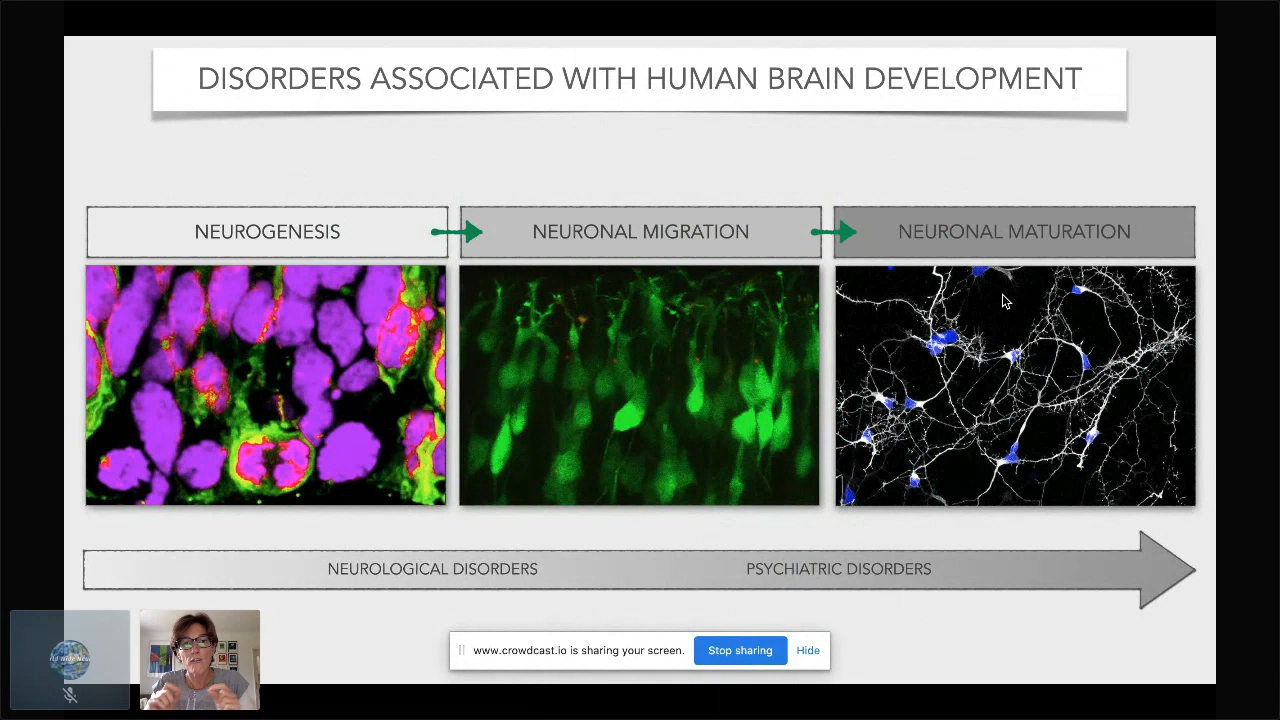 DISORDERS ASSOCIATED WITH HUMAN BRAIN DEVELOPMENT
NEUROGENESIS
NEURONAL MIGRATION
NEURONAL MATURATION
NEUROLOGICAL DISORDERS
PSYCHIATRIC DISORDERS
www.crowdcast.io is sharing your screen.
Stop sharing
Hide